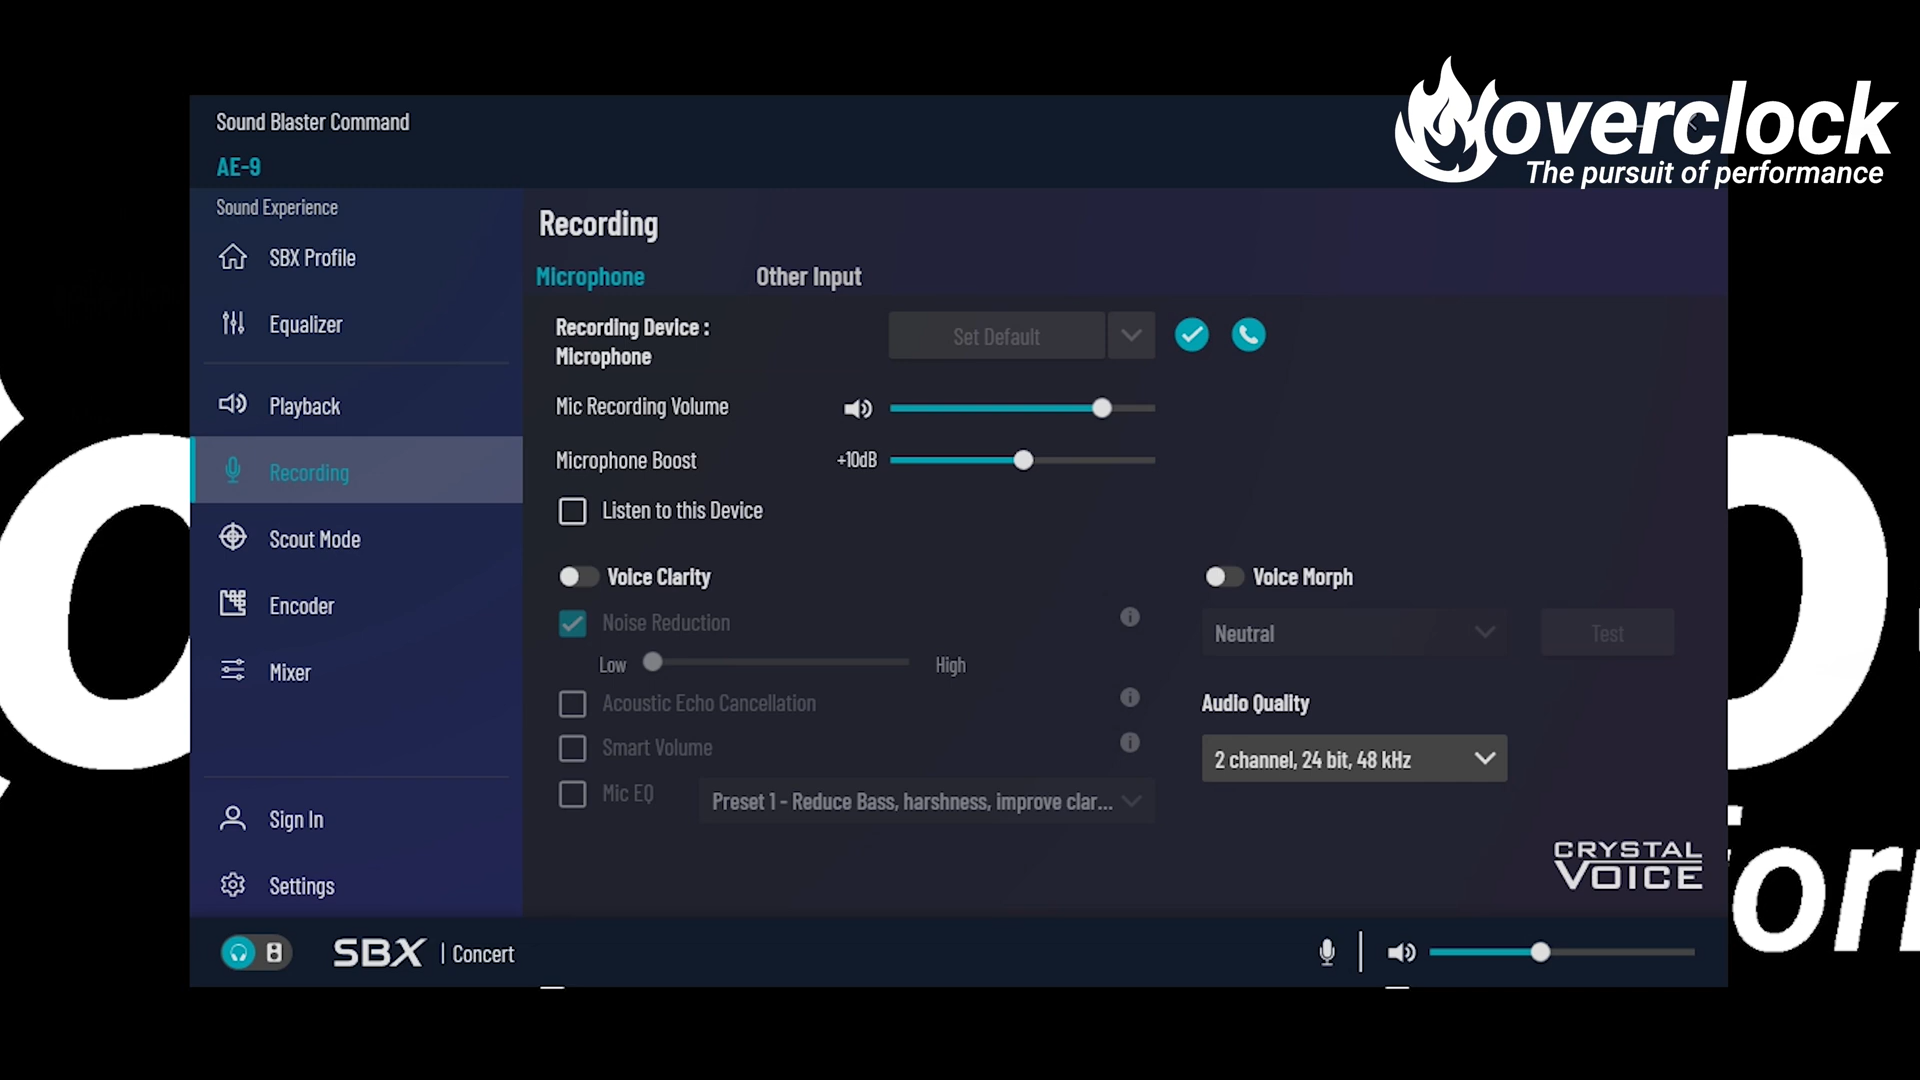 overclock
The pursuit of performance
Sound Blaster Command
AE-9
Sound Experience
SBX Profile
Equalizer
Playback
Recording
Scout Mode
Encoder
Mixer
Sign In
Settings
Recording
Microphone
Other Input
Recording Device :
Microphone
Set Default
Mic Recording Volume
Microphone Boost
+10dB
Listen to this Device
Voice Clarity
Noise Reduction
Low
High
Acoustic Echo Cancellation
Smart Volume
Mic EQ
Preset 1 - Reduce Bass, harshness, improve clar...
Voice Morph
Neutral
Test
Audio Quality
2 channel, 24 bit, 48 kHz
CRYSTAL
VOICE
SBX | Concert